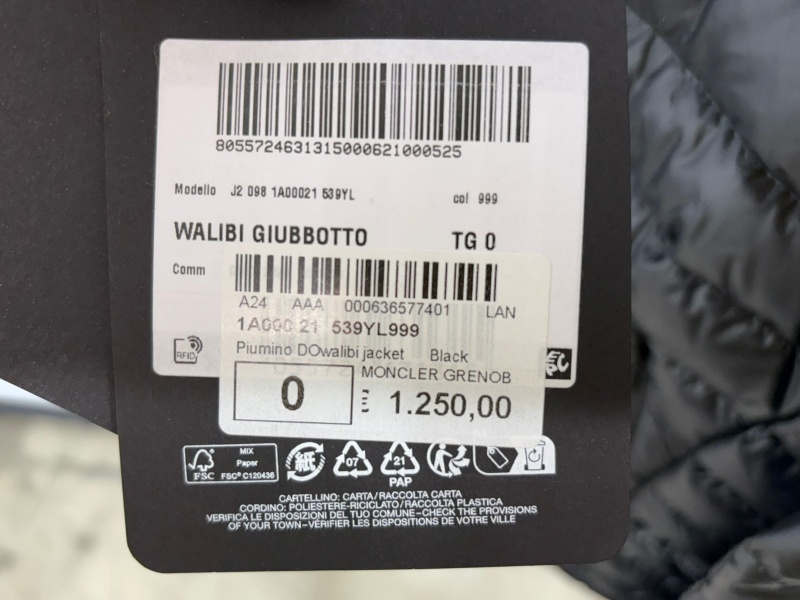 8055724631315000621000525
Modello J2 098 1A00021 539YL col 999
WALIBI GIUBBOTTO TG 0
Comm
A24 AAA 000636577401 LAN
1A000 21 539YL999
Piumino DOwalibi jacket Black
MONCLER GRENOB
0 1.250,00
RFID
FSC
MIX
Paper
FSC® C120436
紙
07
21
PAP
CARTELLINO: CARTA/RACCOLTA CARTA
CORDINO: POLIESTERE-RICICLATO/RACCOLTA PLASTICA
VERIFICA LE DISPOSIZIONI DEL TUO COMUNE-CHECK THE PROVISIONS
OF YOUR TOWN-VÉRIFIER LES DISPOSITIONS DE VOTRE VILLE